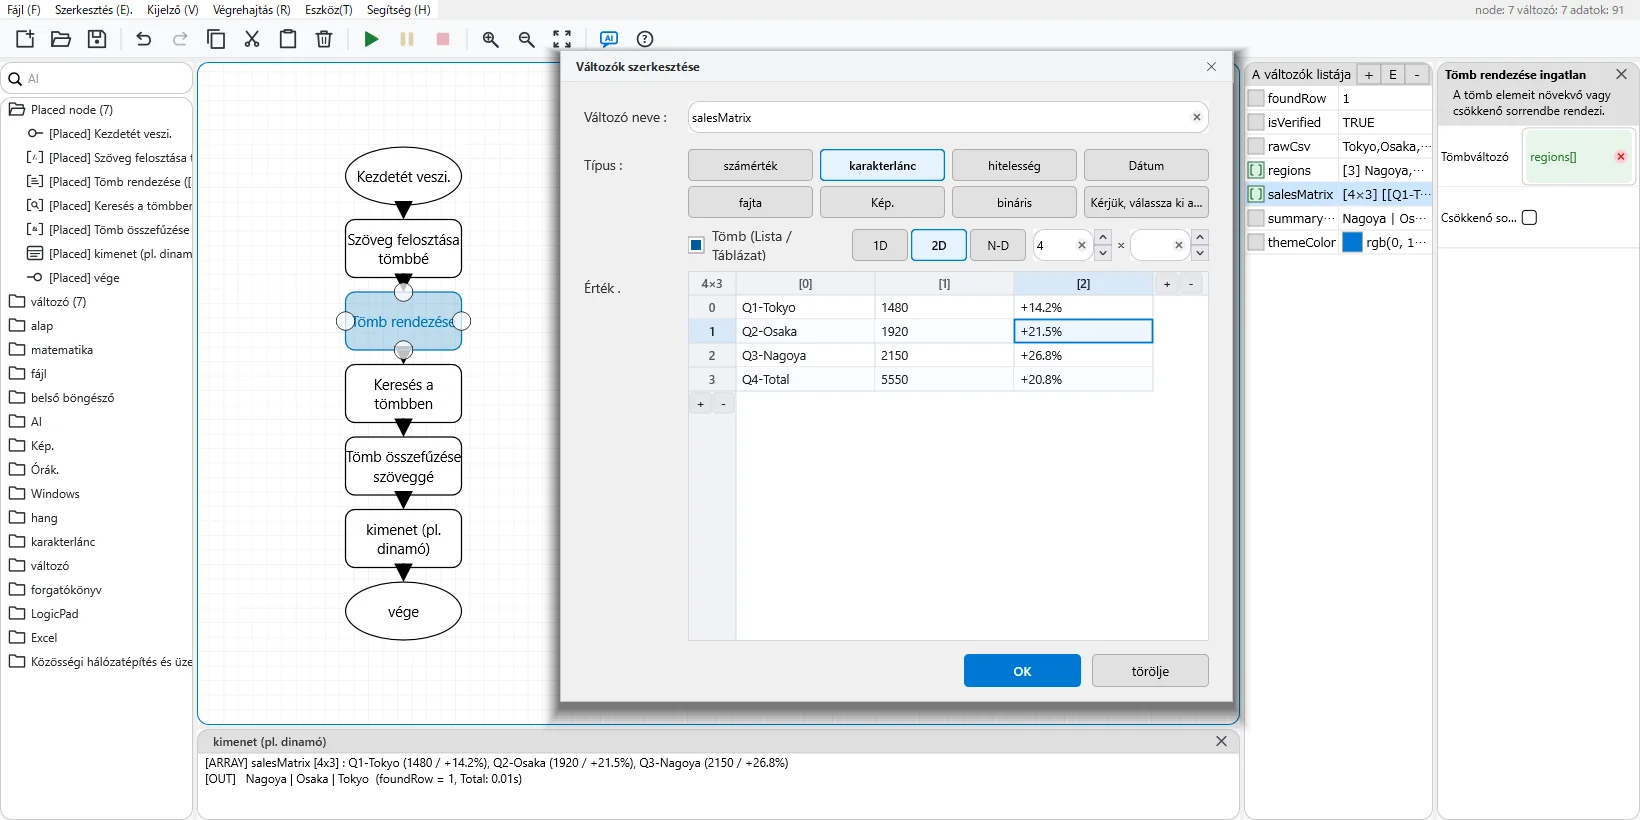 Fájl (F) Szerkesztés (E). Kijelző (V) Végrehajtás (R) Eszköz(T) Segítség (H)
node: 7 változó: 7 adatok: 91
AI
Placed node (7)
[Placed] Kezdetét veszi.
[Placed] Szöveg felosztása t
[Placed] Tömb rendezése ([
[Placed] Keresés a tömbben
[Placed] Tömb összefűzése
[Placed] kimenet (pl. dinam
[Placed] vége
változó (7)
alap
matematika
fájl
belső böngésző
AI
Kép.
Órák.
Windows
hang
karakterlánc
változó
forgatókönyv
LogicPad
Excel
Közösségi hálózatépítés és üze
Kezdetét veszi.
Szöveg felosztása
tömbbé
Tömb rendezése
Keresés a
tömbben
Tömb összefűzése
szöveggé
kimenet (pl.
dinamó)
vége
Változók szerkesztése
Változó neve :
salesMatrix
Típus :
számérték karakterlánc hitelesség Dátum
fajta Kép. bináris Kérjük, válassza ki a...
Tömb (Lista /
Táblázat)
1D 2D N-D 4 ×
Érték .
4×3 [0] [1] [2] + -
0 Q1-Tokyo 1480 +14.2%
1 Q2-Osaka 1920 +21.5%
2 Q3-Nagoya 2150 +26.8%
3 Q4-Total 5550 +20.8%
+ -
OK törölje
A változók listája + E -
foundRow 1
isVerified TRUE
rawCsv Tokyo,Osaka,···
regions [3] Nagoya,···
salesMatrix [4×3] [[Q1-T···
summary··· Nagoya | Os···
themeColor rgb(0, 1···
Tömb rendezése ingatlan
A tömb elemeit növekvő vagy
csökkenő sorrendbe rendezi.
Tömbváltozó regions[]
Csökkenő so...
kimenet (pl. dinamó)
[ARRAY] salesMatrix [4x3] : Q1-Tokyo (1480 / +14.2%), Q2-Osaka (1920 / +21.5%), Q3-Nagoya (2150 / +26.8%)
[OUT] Nagoya | Osaka | Tokyo (foundRow = 1, Total: 0.01s)